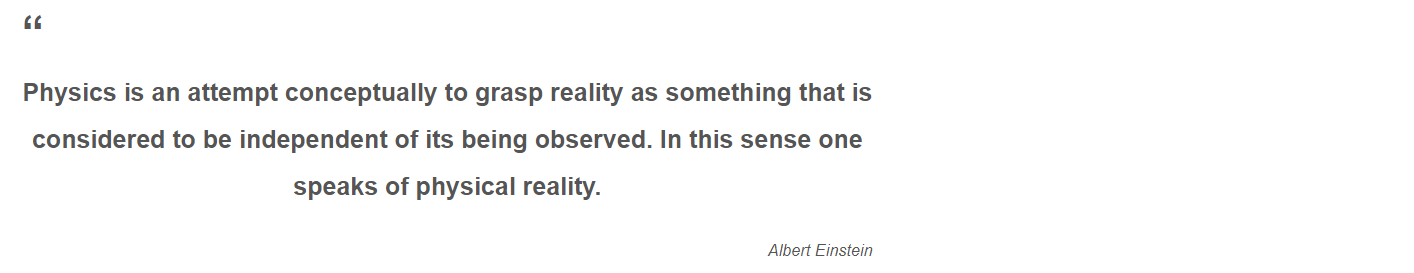 “
Physics is an attempt conceptually to grasp reality as something that is
considered to be independent of its being observed. In this sense one
speaks of physical reality.
Albert Einstein